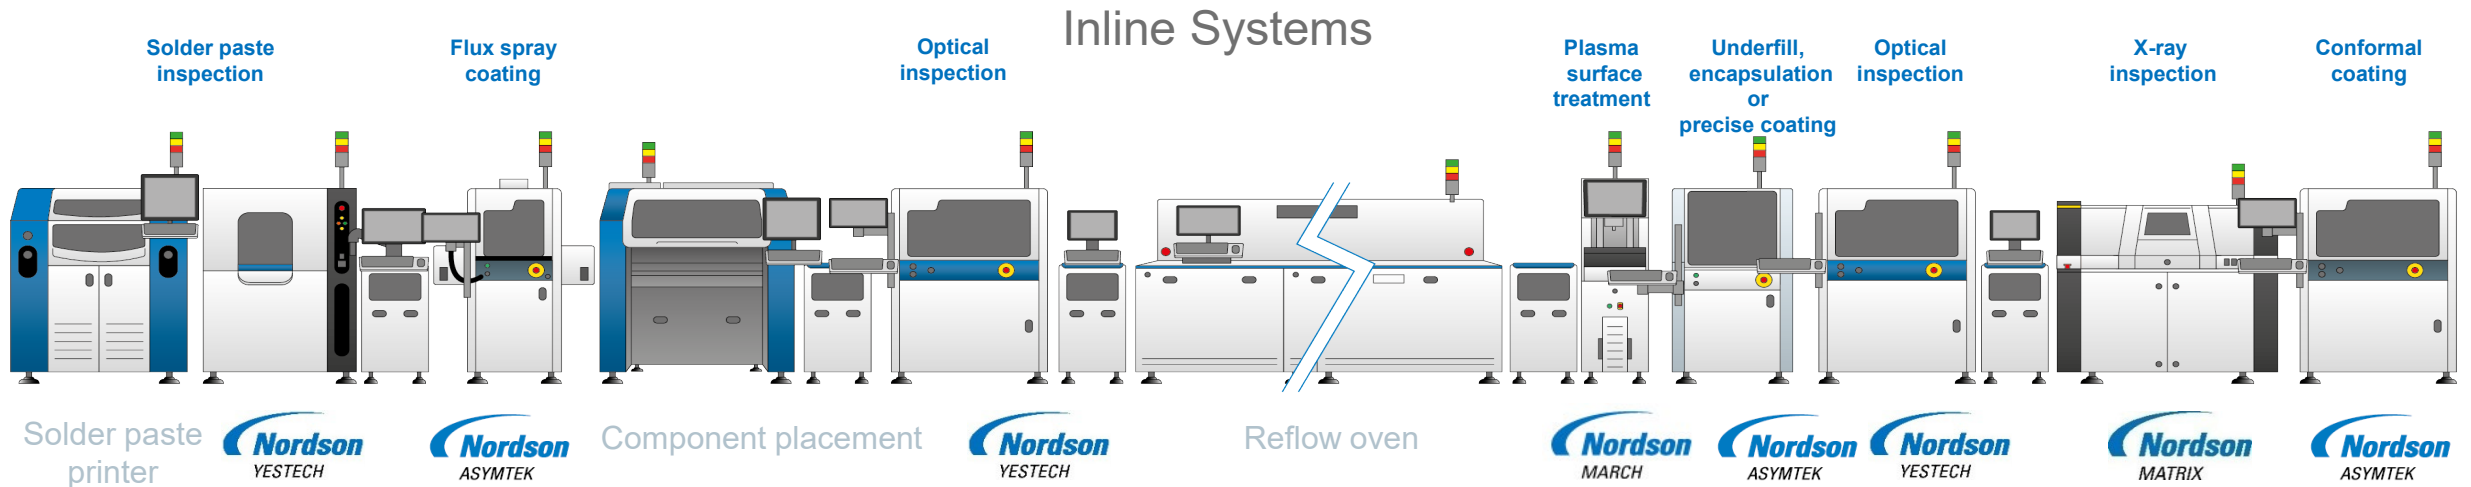 Inline Systems
Solder paste
inspection
Flux spray
coating
Optical
inspection
Plasma
surface
treatment
Underfill,
encapsulation
or
precise coating
Optical
inspection
X-ray
inspection
Conformal
coating
Solder paste
printer
Nordson
YESTECH
Nordson
ASYMTEK
Component placement
Nordson
YESTECH
Reflow oven
Nordson
MARCH
Nordson
ASYMTEK
Nordson
YESTECH
Nordson
MATRIX
Nordson
ASYMTEK